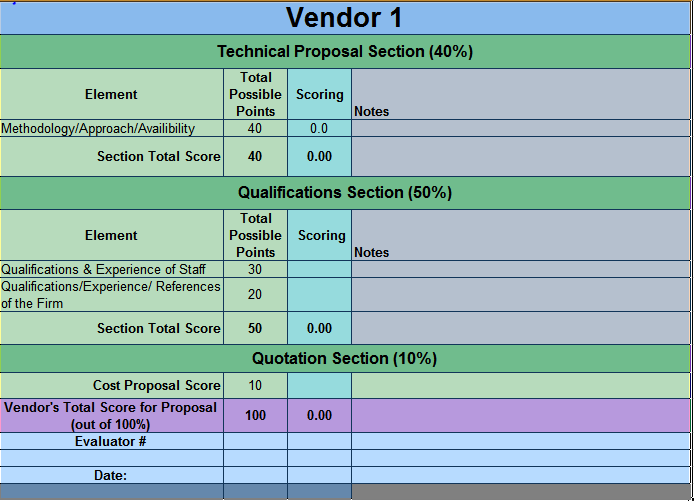 Vendor 1
Technical Proposal Section (40%)
Element Total Possible Points Scoring Notes
Methodology/Approach/Availibility 40 0.0
Section Total Score 40 0.00
Qualifications Section (50%)
Element Total Possible Points Scoring Notes
Qualifications & Experience of Staff 30
Qualifications/Experience/ References of the Firm 20
Section Total Score 50 0.00
Quotation Section (10%)
Cost Proposal Score 10
Vendor's Total Score for Proposal (out of 100%) 100 0.00
Evaluator #
Date: